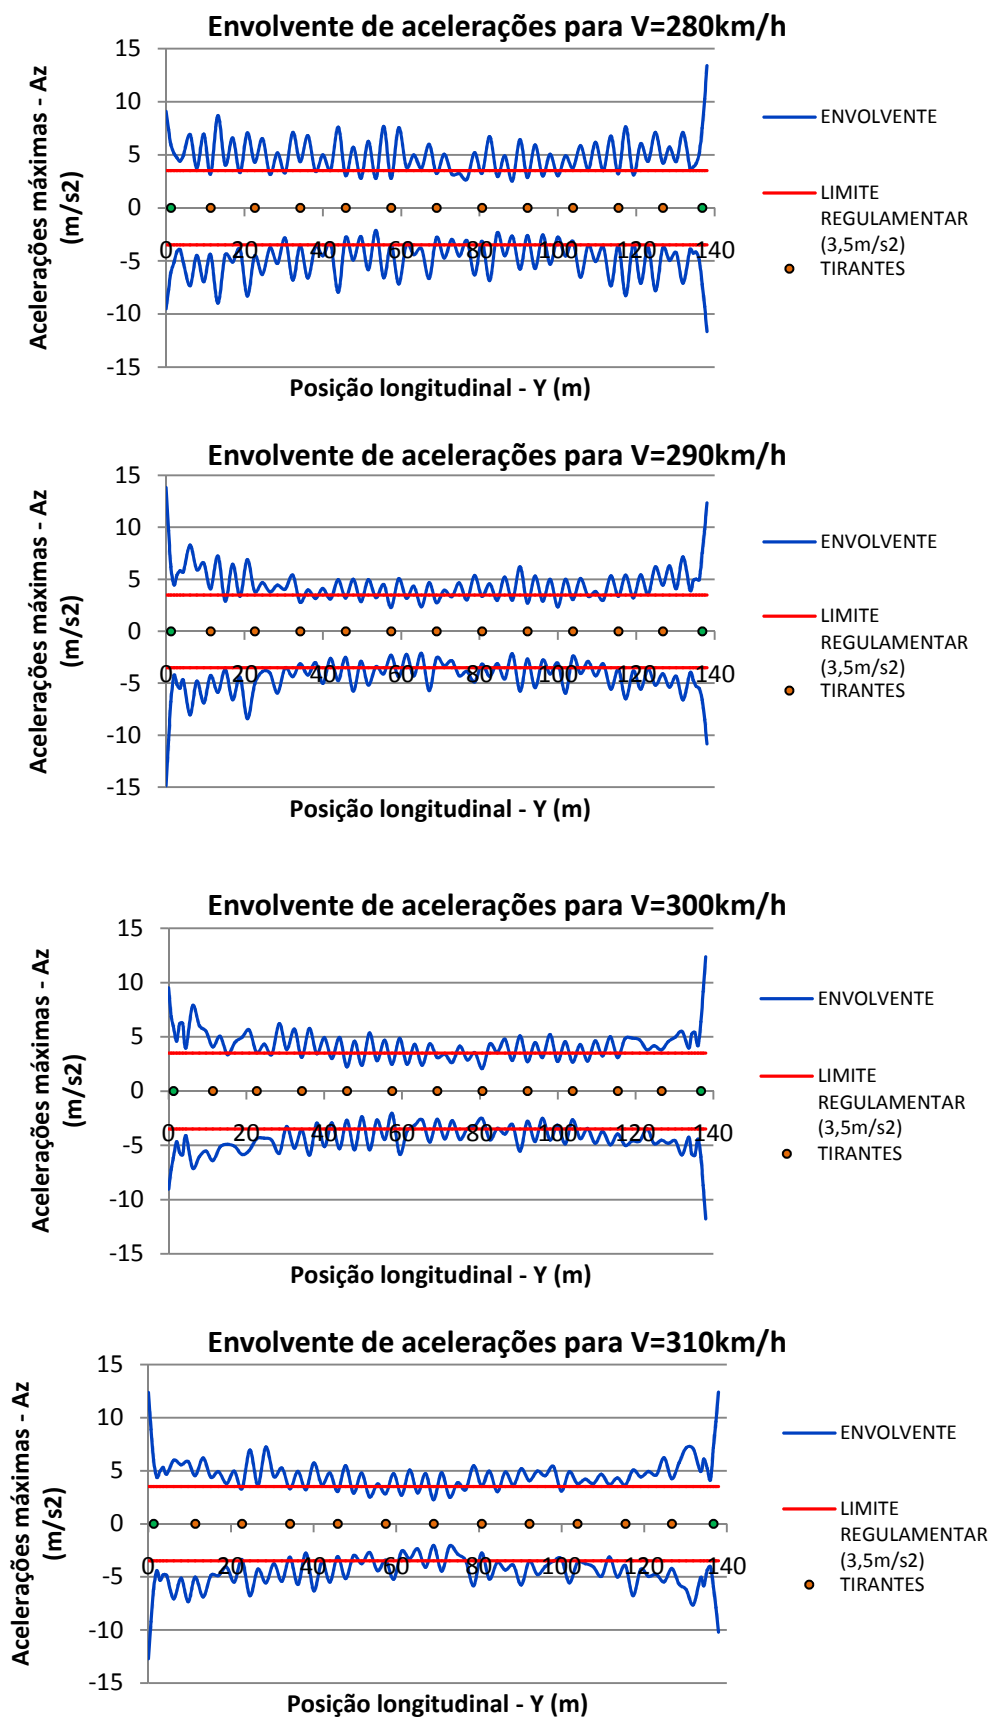 Envolvente de acelerações para V=280km/h
Acelerações máximas - Az
(m/s2)
15
10
5
0
-5
-10
-15
0 20 40 60 80 100 120 140
Posição longitudinal - Y (m)
ENVOLVENTE
LIMITE
REGULAMENTAR
(3,5m/s2)
TIRANTES
Envolvente de acelerações para V=290km/h
Acelerações máximas - Az
(m/s2)
15
10
5
0
-5
-10
-15
0 20 40 60 80 100 120 140
Posição longitudinal - Y (m)
ENVOLVENTE
LIMITE
REGULAMENTAR
(3,5m/s2)
TIRANTES
Envolvente de acelerações para V=300km/h
Acelerações máximas - Az
(m/s2)
15
10
5
0
-5
-10
-15
0 20 40 60 80 100 120 140
Posição longitudinal - Y (m)
ENVOLVENTE
LIMITE
REGULAMENTAR
(3,5m/s2)
TIRANTES
Envolvente de acelerações para V=310km/h
Acelerações máximas - Az
(m/s2)
15
10
5
0
-5
-10
-15
0 20 40 60 80 100 120 140
Posição longitudinal - Y (m)
ENVOLVENTE
LIMITE
REGULAMENTAR
(3,5m/s2)
TIRANTES